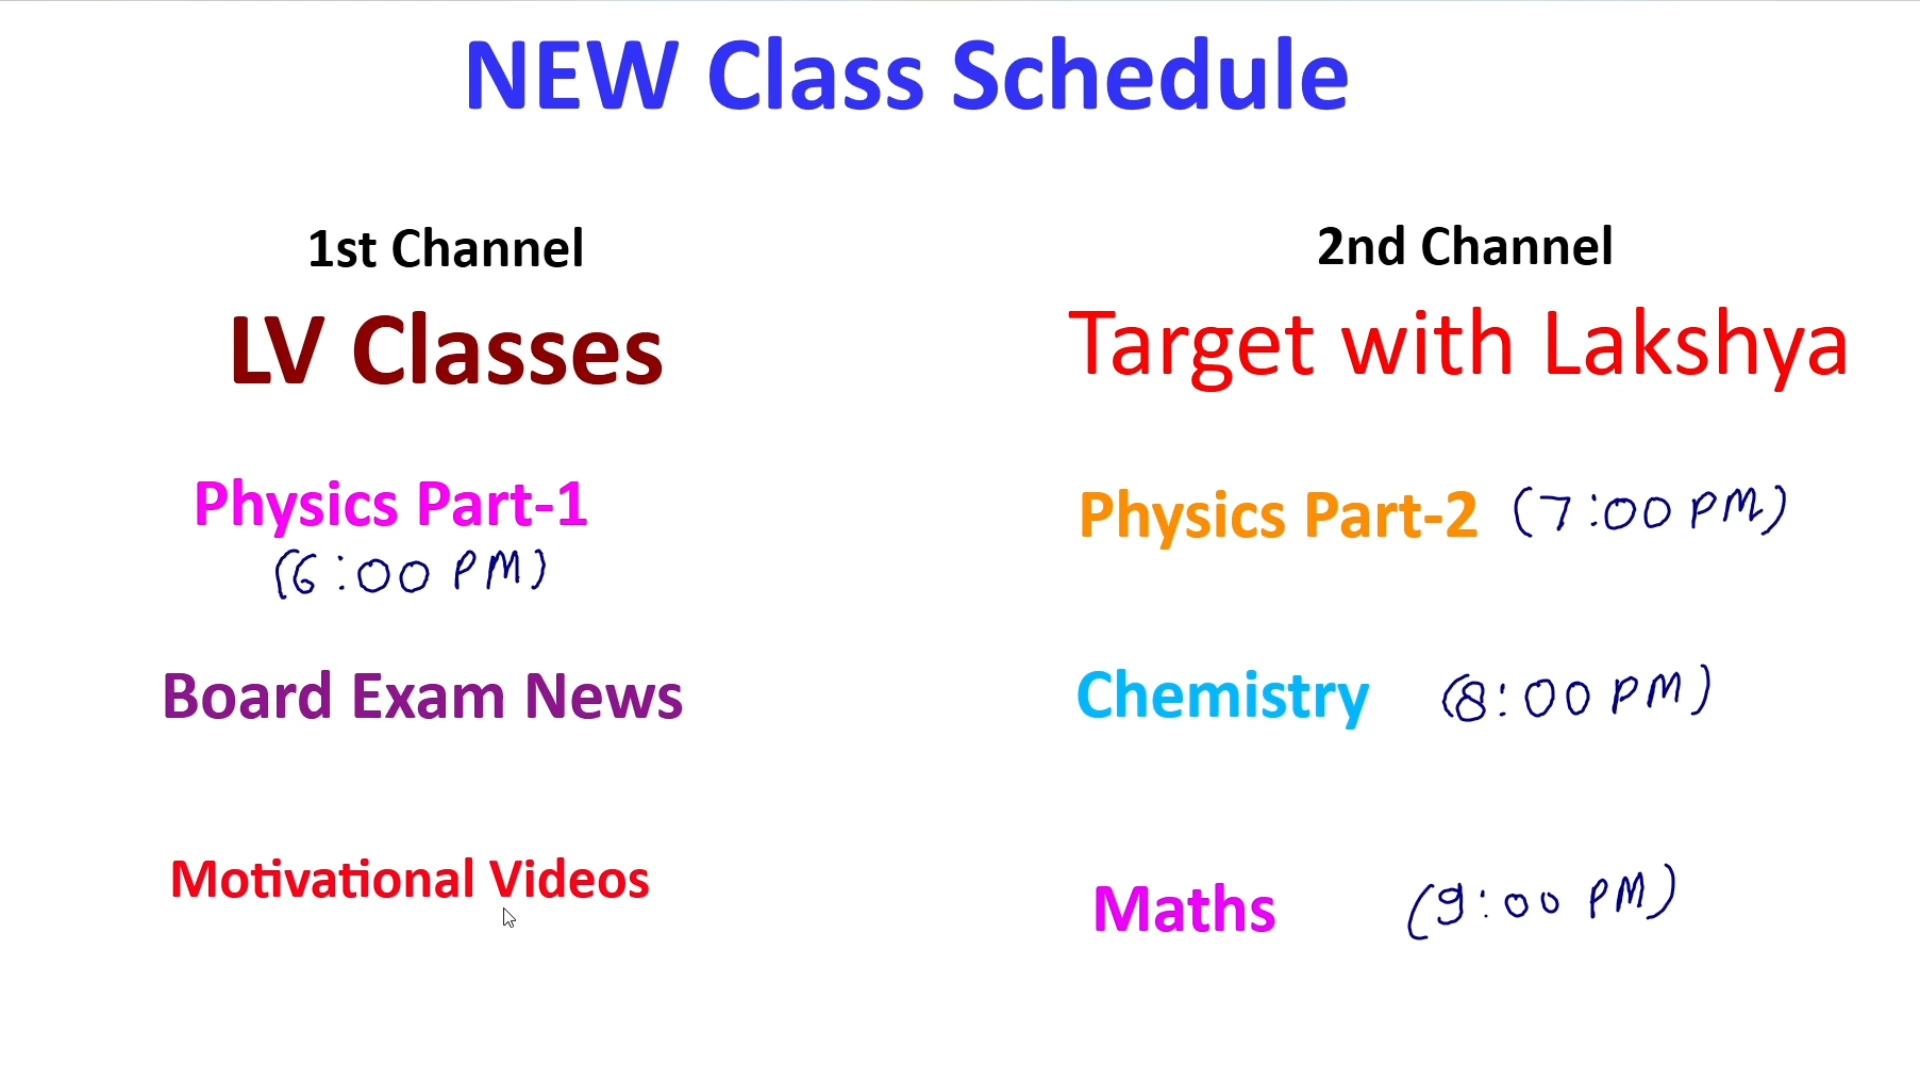 NEW Class Schedule
1st Channel
LV Classes
Physics Part-1
(6:00 PM)
Board Exam News
Motivational Videos
2nd Channel
Target with Lakshya
Physics Part-2 (7:00 PM)
Chemistry (8:00 PM)
Maths (9:00 PM)